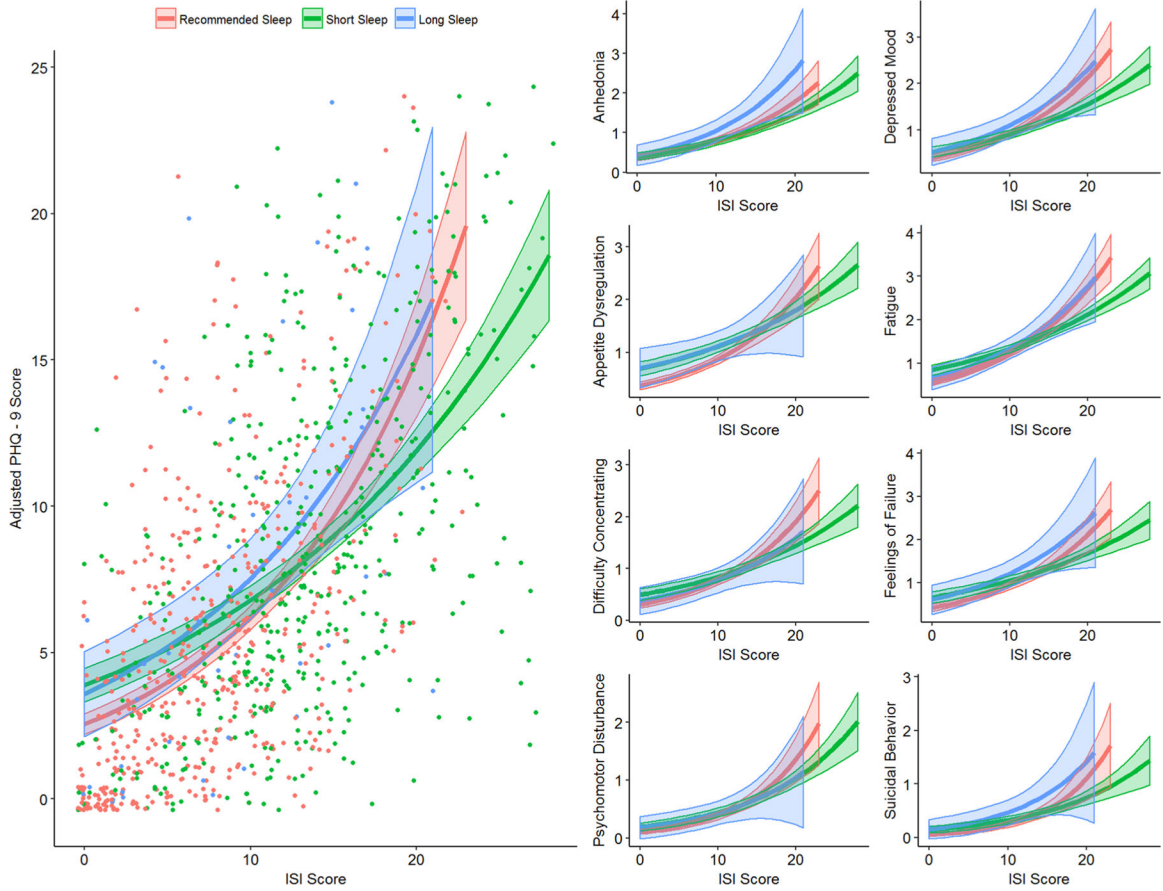 Recommended Sleep Short Sleep Long Sleep
Adjusted PHQ - 9 Score
25
20
15
10
5
0
0 10 20
ISI Score
Anhedonia
4
3
2
1
0
0 10 20
ISI Score
Depressed Mood
3
2
1
0 10 20
ISI Score
Appetite Dysregulation
3
2
1
0 10 20
ISI Score
Fatigue
4
3
2
1
0 10 20
ISI Score
Difficulty Concentrating
3
2
1
0
0 10 20
ISI Score
Feelings of Failure
4
3
2
1
0 10 20
ISI Score
Psychomotor Disturbance
2
1
0
0 10 20
ISI Score
Suicidal Behavior
3
2
1
0
0 10 20
ISI Score